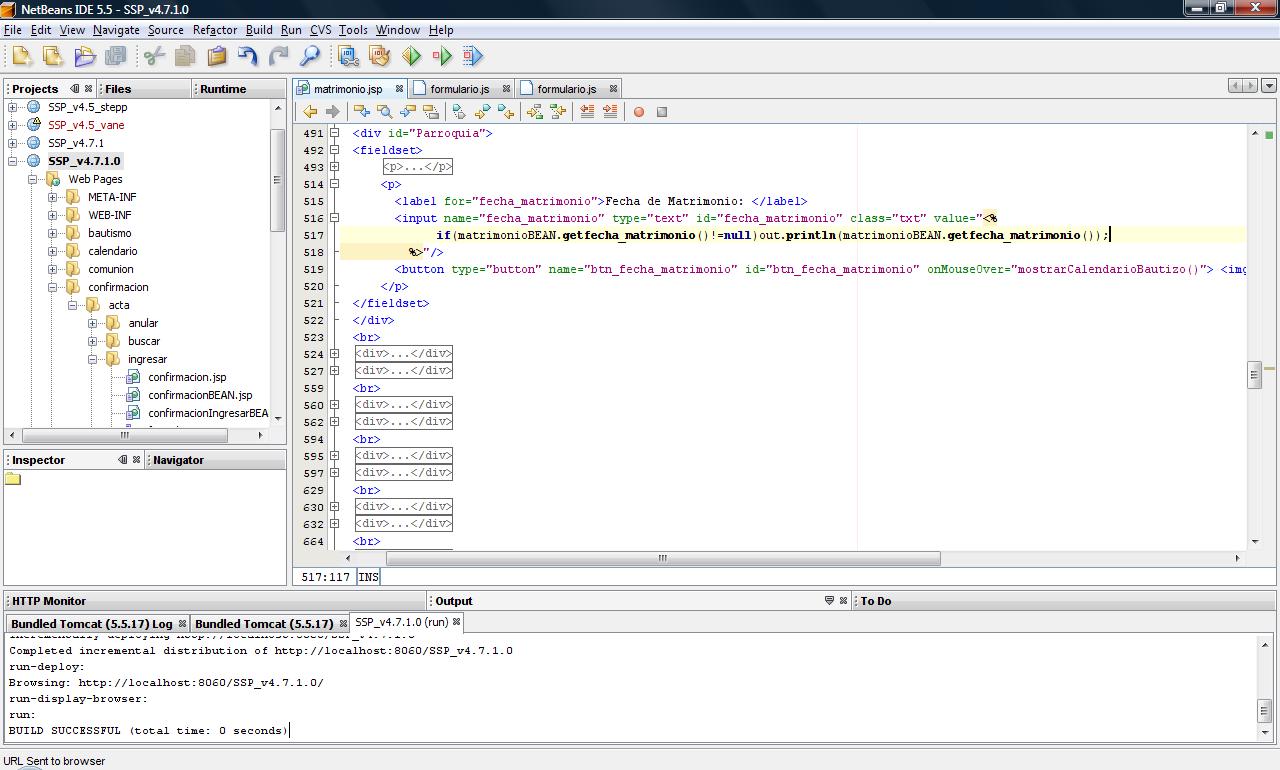 NetBeans IDE 5.5 - SSP_v4.7.1.0
File Edit View Navigate Source Refactor Build Run CVS Tools Window Help
Projects Files Runtime
SSP_v4.5_stepp
SSP_v4.5_vane
SSP_v4.7.1
SSP_v4.7.1.0
Web Pages
META-INF
WEB-INF
bautismo
calendario
comunion
confirmacion
acta
anular
buscar
ingresar
confirmacion.jsp
confirmacionBEAN.jsp
confirmacionIngresarBEA
Inspector Navigator
matrimonio.jsp formulario.js formulario.js
491 <div id="Parroquia">
492 <fieldset>
493 <p>...</p>
514 <p>
515 <label for="fecha_matrimonio">Fecha de Matrimonio: </label>
516 <input name="fecha_matrimonio" type="text" id="fecha_matrimonio" class="txt" value="<%
517 if(matrimonioBEAN.getfecha_matrimonio()!=null)out.println(matrimonioBEAN.getfecha_matrimonio());
518 %>"/>
519 <button type="button" name="btn_fecha_matrimonio" id="btn_fecha_matrimonio" onMouseOver="mostrarCalendarioBautizo()"> <img
520 </p>
521 </fieldset>
522 </div>
523 <br>
524 <div>...</div>
527 <div>...</div>
559 <br>
560 <div>...</div>
562 <div>...</div>
594 <br>
595 <div>...</div>
597 <div>...</div>
629 <br>
630 <div>...</div>
632 <div>...</div>
664 <br>
517:117 INS
HTTP Monitor Output To Do
Bundled Tomcat (5.5.17) Log Bundled Tomcat (5.5.17) SSP_v4.7.1.0 (run)
Completed incremental distribution of http://localhost:8060/SSP_v4.7.1.0
run-deploy:
Browsing: http://localhost:8060/SSP_v4.7.1.0/
run-display-browser:
run:
BUILD SUCCESSFUL (total time: 0 seconds)
URL Sent to browser